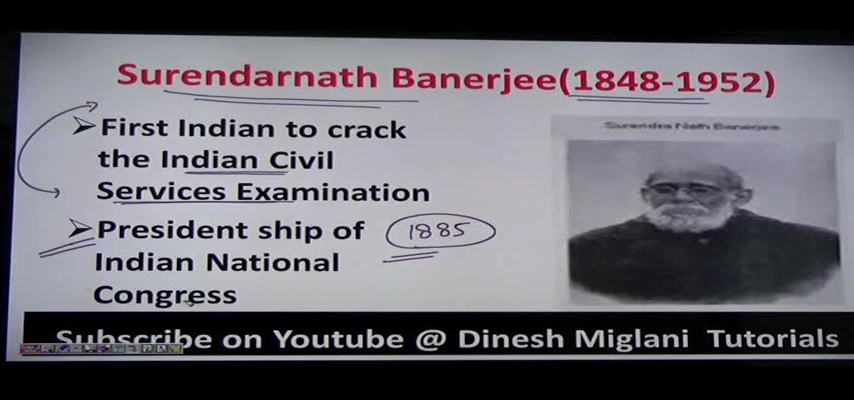 Surendarnath Banerjee(1848-1952)
➢First Indian to crack
the Indian Civil
Services Examination
➢President ship of 1885
Indian National
Congress
Surendra Nath Banerjee
Subscribe on Youtube @ Dinesh Miglani Tutorials